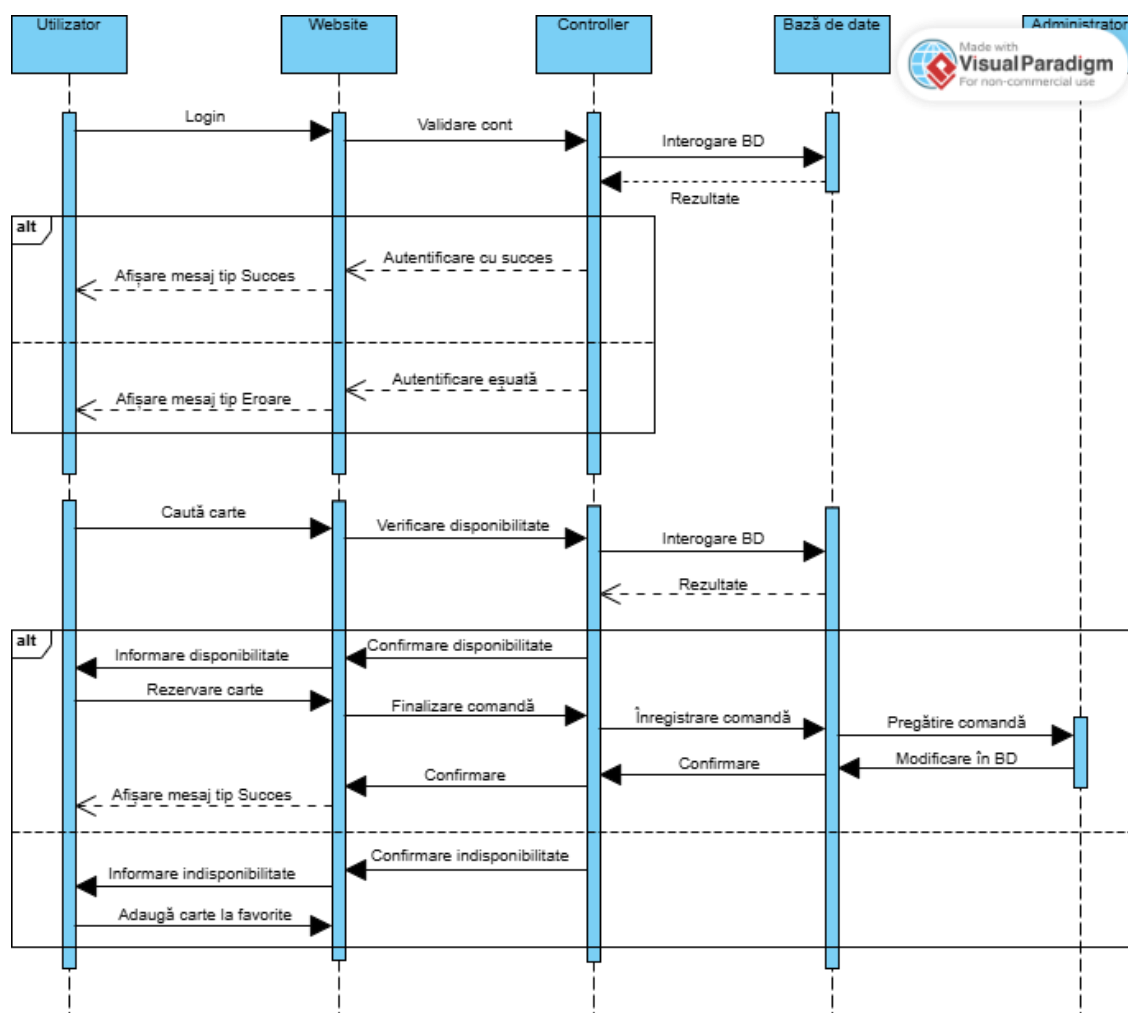 Utilizator
Website
Controller
Bază de date
Administrator
Made with
VisualParadigm
For non-commercial use
Login
Validare cont
Interogare BD
Rezultate
alt
Autentificare cu succes
Afișare mesaj tip Succes
Autentificare eșuată
Afișare mesaj tip Eroare
Caută carte
Verificare disponibilitate
Interogare BD
Rezultate
alt
Confirmare disponibilitate
Informare disponibilitate
Rezervare carte
Finalizare comandă
Înregistrare comandă
Pregătire comandă
Modificare în BD
Confirmare
Confirmare
Afișare mesaj tip Succes
Confirmare indisponibilitate
Informare indisponibilitate
Adaugă carte la favorite